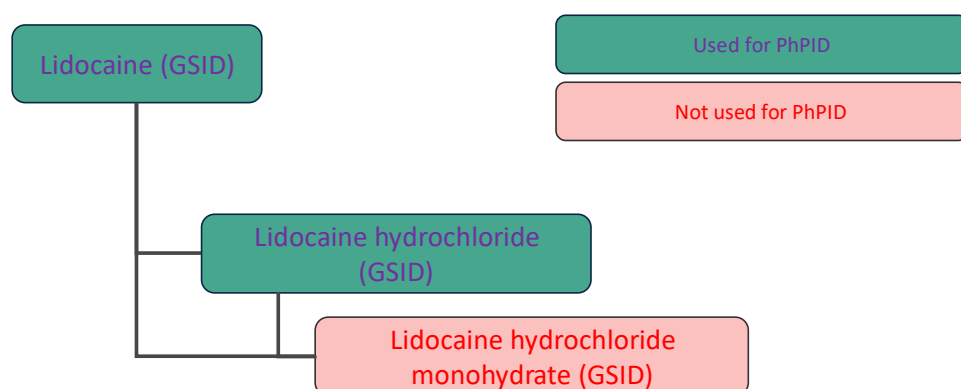 Lidocaine (GSID)
Used for PhPID
Not used for PhPID
Lidocaine hydrochloride
(GSID)
Lidocaine hydrochloride
monohydrate (GSID)